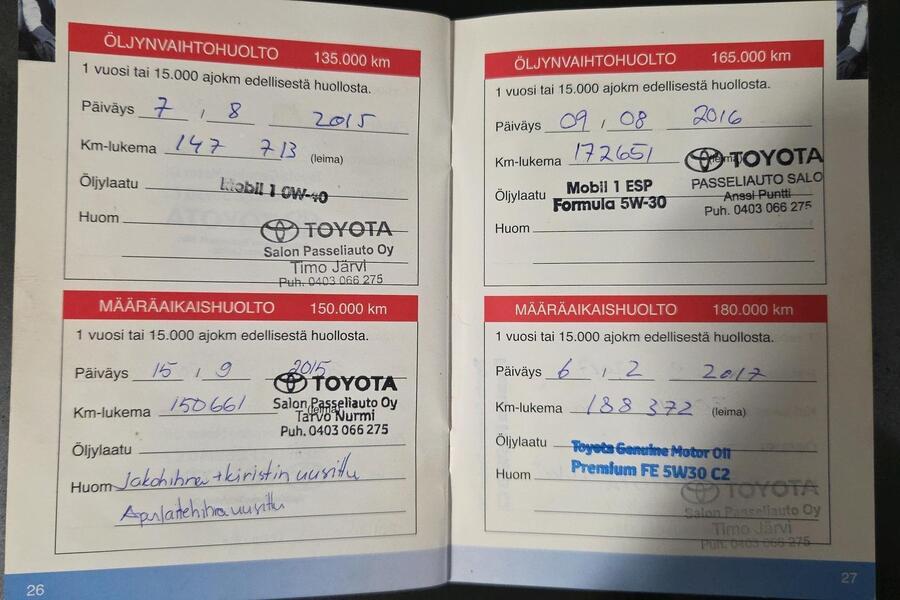 ÖLJYNVAIHTOHUOLTO 135.000 km
1 vuosi tai 15.000 ajokm edellisestä huollosta.
Päiväys 7 , 8 2015
Km-lukema 147 713 (leima)
Öljylaatu Mobil 1 0W-40
Huom
TOYOTA
Salon Passeliauto Oy
Timo Järvi
Puh. 0403 066 275
MÄÄRÄAIKAISHUOLTO 150.000 km
1 vuosi tai 15.000 ajokm edellisestä huollosta.
Päiväys 15 , 9 2015
TOYOTA
Km-lukema 150661 (leima)
Salon Passeliauto Oy
Tarvo Nurmi
Puh. 0403 066 275
Öljylaatu
Huom Jakohihna + kiristin uusittu
Apulaitehihna uusittu
26
ÖLJYNVAIHTOHUOLTO 165.000 km
1 vuosi tai 15.000 ajokm edellisestä huollosta.
Päiväys 09 , 08 2016
Km-lukema 172651 (leima)
TOYOTA
PASSELIAUTO SALO
Anssi Puntti
Puh. 0403 066 275
Öljylaatu Mobil 1 ESP
Formula 5W-30
Huom
MÄÄRÄAIKAISHUOLTO 180.000 km
1 vuosi tai 15.000 ajokm edellisestä huollosta.
Päiväys 6 , 2 2017
Km-lukema 188 372 (leima)
Öljylaatu Toyota Genuine Motor Oil
Huom Premium FE 5W30 C2
TOYOTA
Salon Passeliauto Oy
Timo Järvi
Puh. 0403 066 275
27